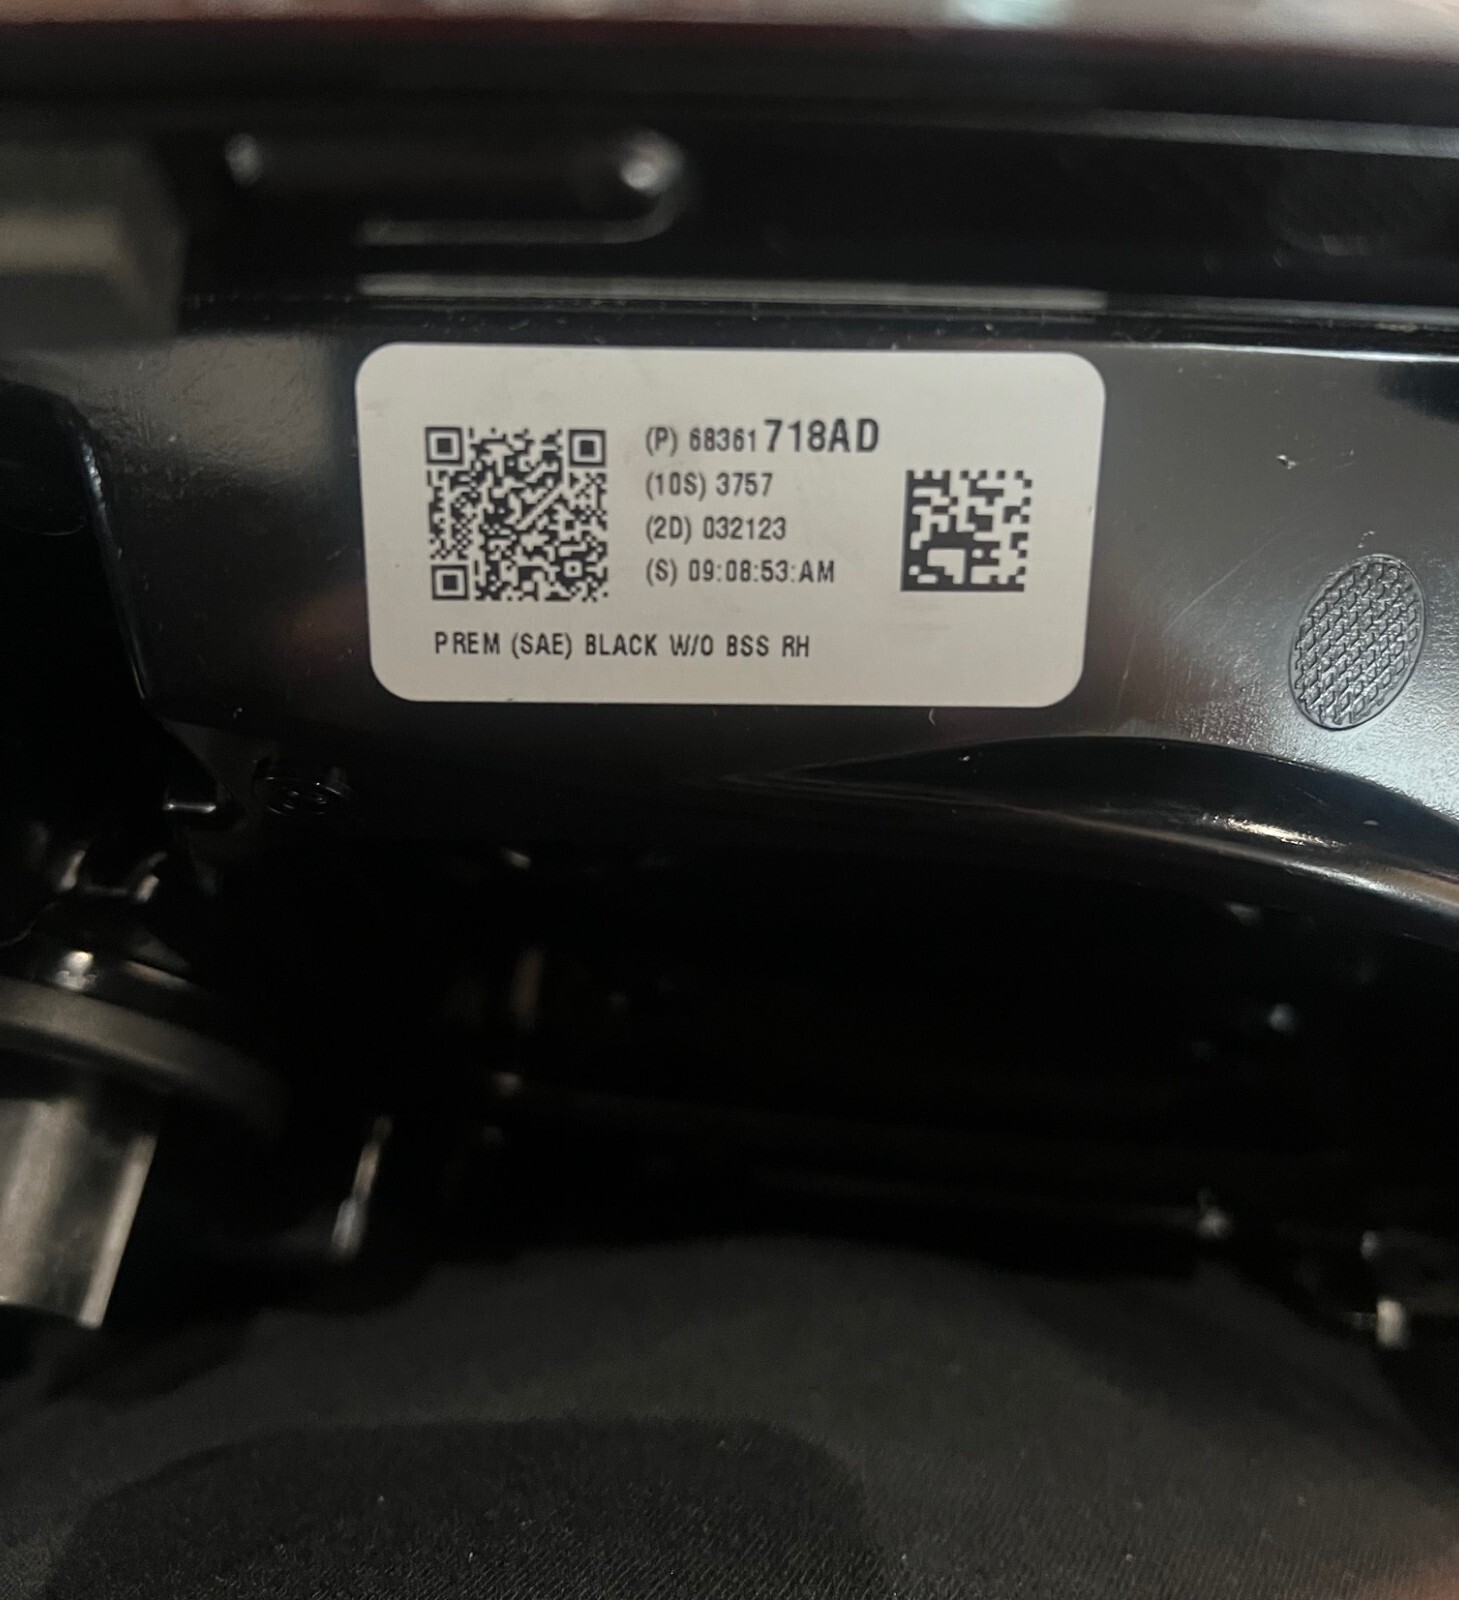 (P) 68361718AD
(10S) 3757
(2D) 032123
(S) 09:08:53:AM
PREM (SAE) BLACK W/O BSS RH